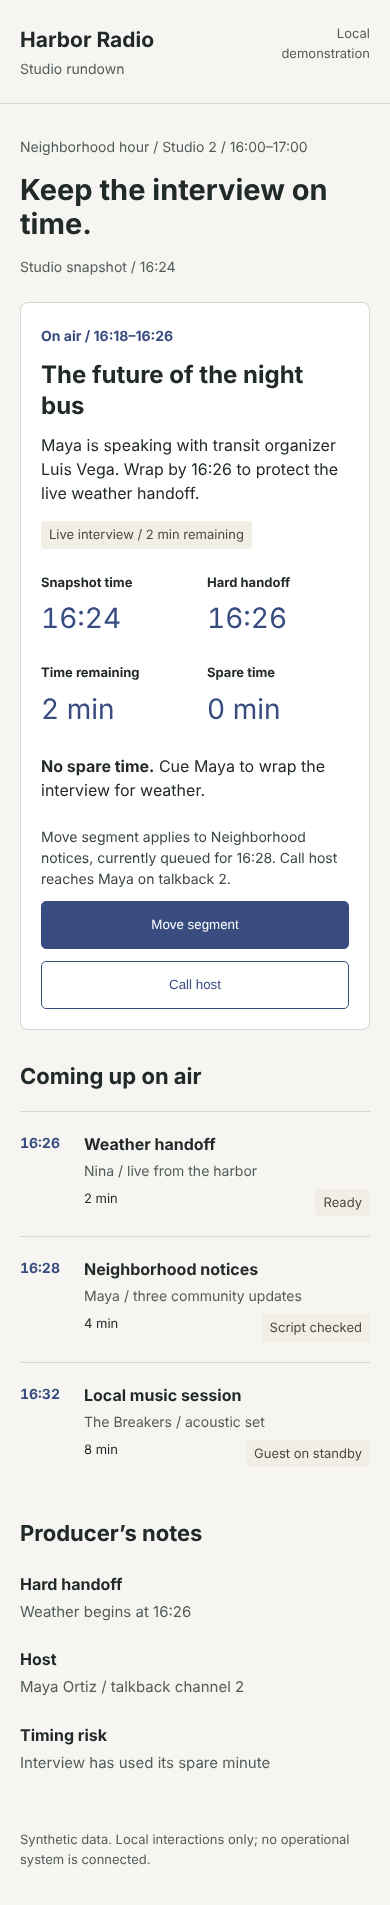 Harbor Radio
Studio rundown
Local
demonstration
Neighborhood hour / Studio 2 / 16:00–17:00
Keep the interview on
time.
Studio snapshot / 16:24
On air / 16:18–16:26
The future of the night
bus
Maya is speaking with transit organizer
Luis Vega. Wrap by 16:26 to protect the
live weather handoff.
Live interview / 2 min remaining
Snapshot time
Hard handoff
16:24
16:26
Time remaining
Spare time
2 min
0 min
No spare time. Cue Maya to wrap the
interview for weather.
Move segment applies to Neighborhood
notices, currently queued for 16:28. Call host
reaches Maya on talkback 2.
Move segment
Call host
Coming up on air
16:26
Weather handoff
Nina / live from the harbor
2 min
Ready
16:28
Neighborhood notices
Maya / three community updates
4 min
Script checked
16:32
Local music session
The Breakers / acoustic set
8 min
Guest on standby
Producer’s notes
Hard handoff
Weather begins at 16:26
Host
Maya Ortiz / talkback channel 2
Timing risk
Interview has used its spare minute
Synthetic data. Local interactions only; no operational
system is connected.